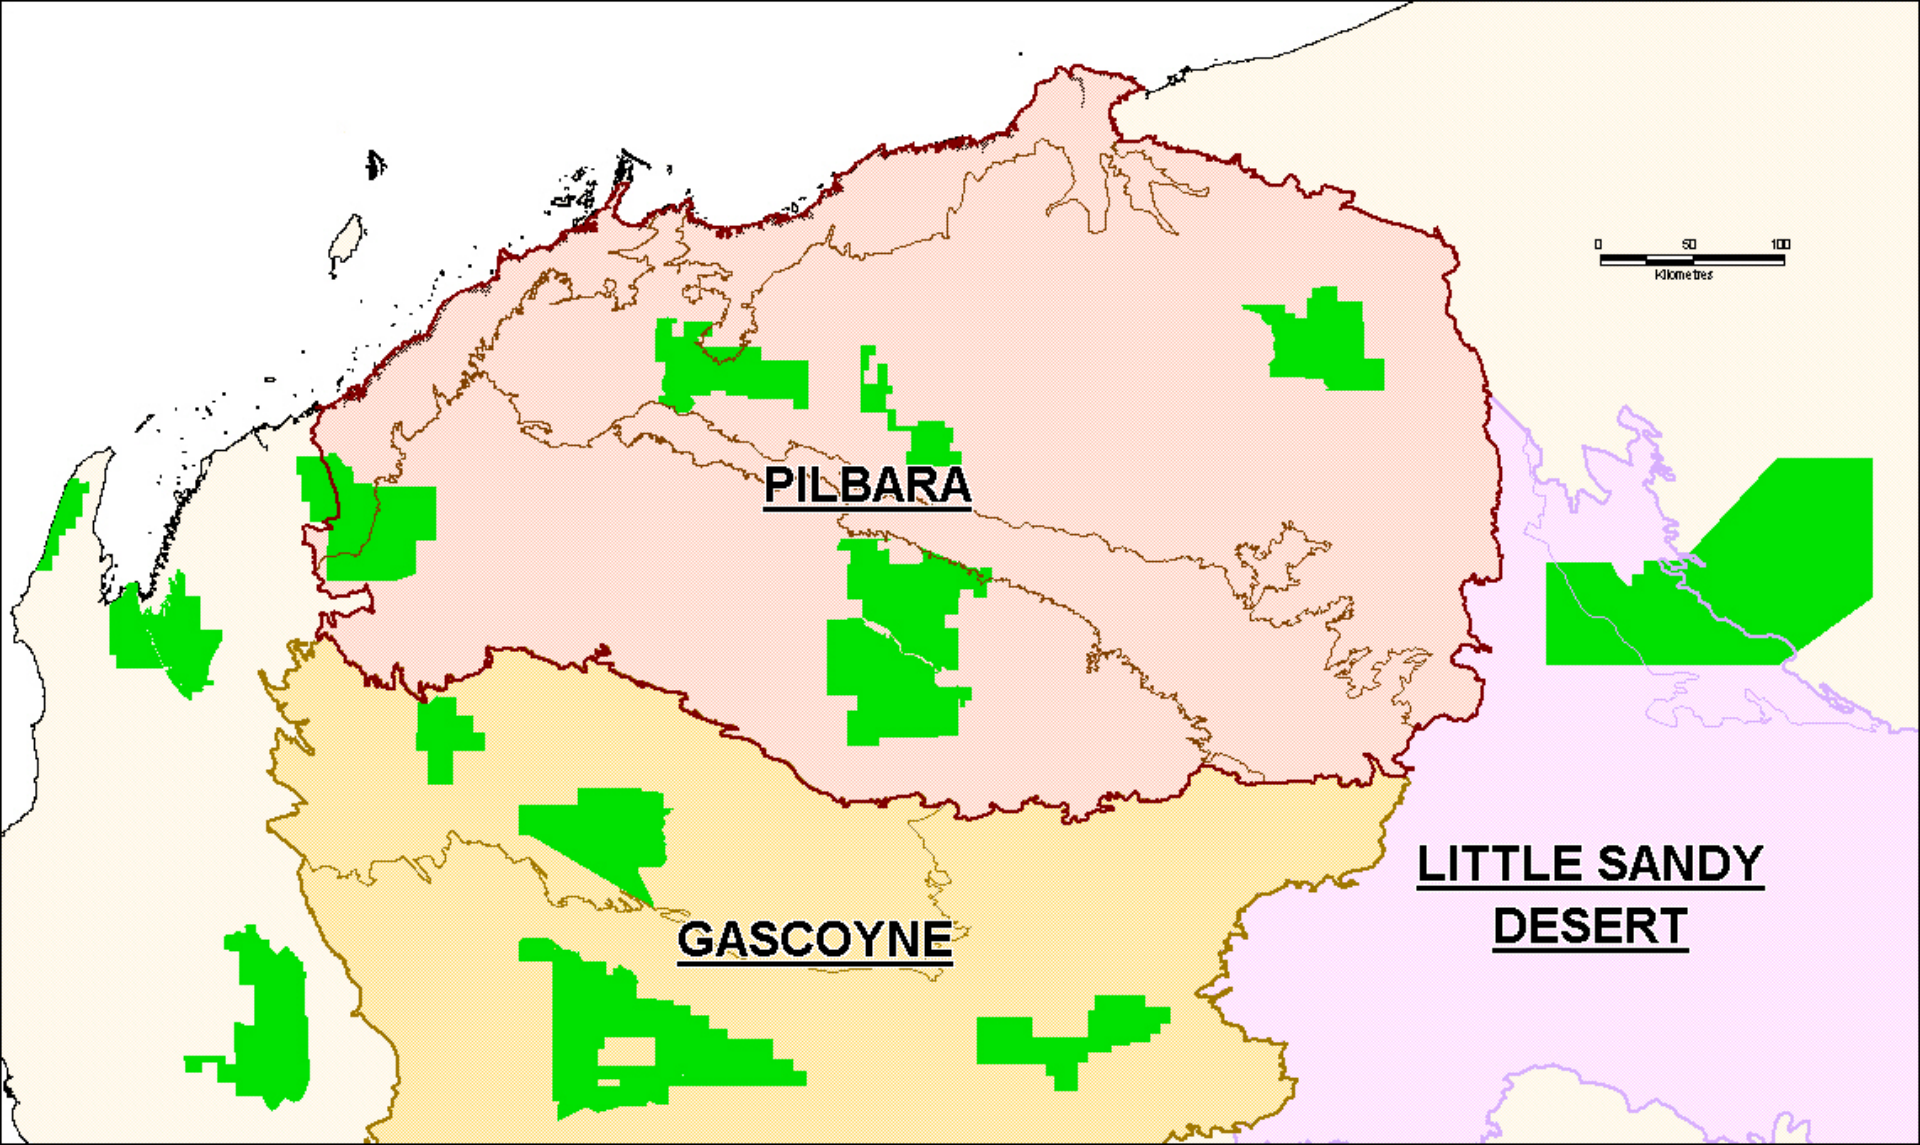 0 50 100
Kilometres
PILBARA
LITTLE SANDY
DESERT
GASCOYNE